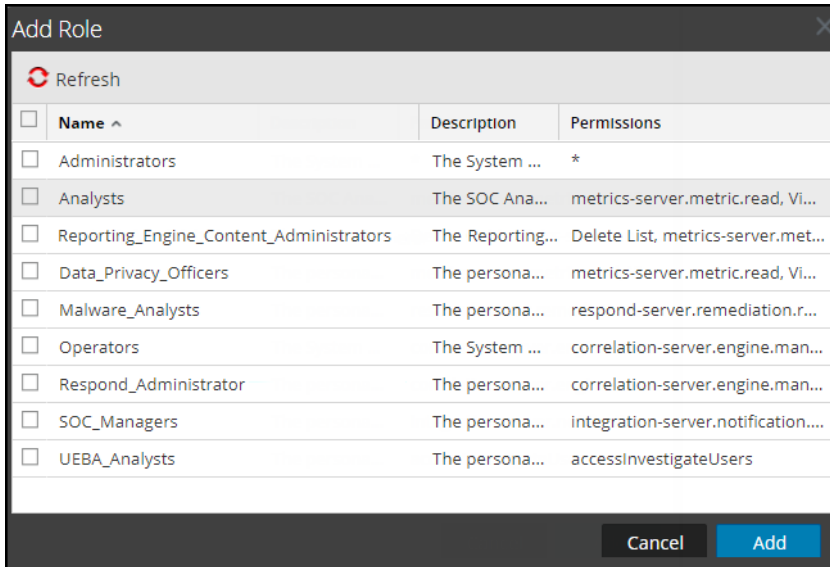 Add Role
Refresh
Name Description Permissions
Administrators The System ... *
Analysts The SOC Ana... metrics-server.metric.read, Vi...
Reporting_Engine_Content_Administrators The Reporting... Delete List, metrics-server.met...
Data_Privacy_Officers The persona... metrics-server.metric.read, Vi...
Malware_Analysts The persona... respond-server.remediation.r...
Operators The System ... correlation-server.engine.man...
Respond_Administrator The persona... correlation-server.engine.man...
SOC_Managers The persona... integration-server.notification....
UEBA_Analysts The persona... accessInvestigateUsers
Cancel Add